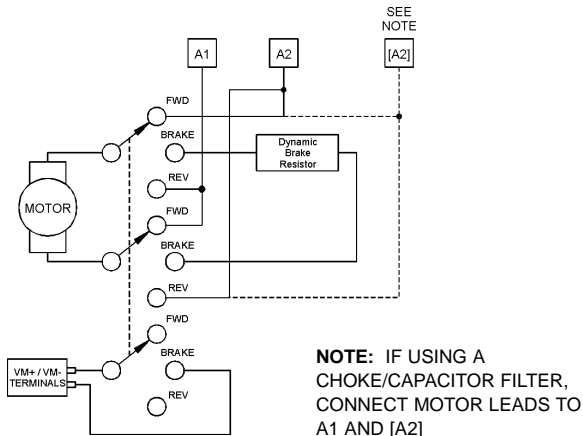 SEE
NOTE
A1
A2
[A2]
FWD
BRAKE
Dynamic
Brake
Resistor
REV
MOTOR
FWD
BRAKE
REV
FWD
BRAKE
VM+ / VM-
TERMINALS
REV
NOTE: IF USING A
CHOKE/CAPACITOR FILTER,
CONNECT MOTOR LEADS TO
A1 AND [A2]